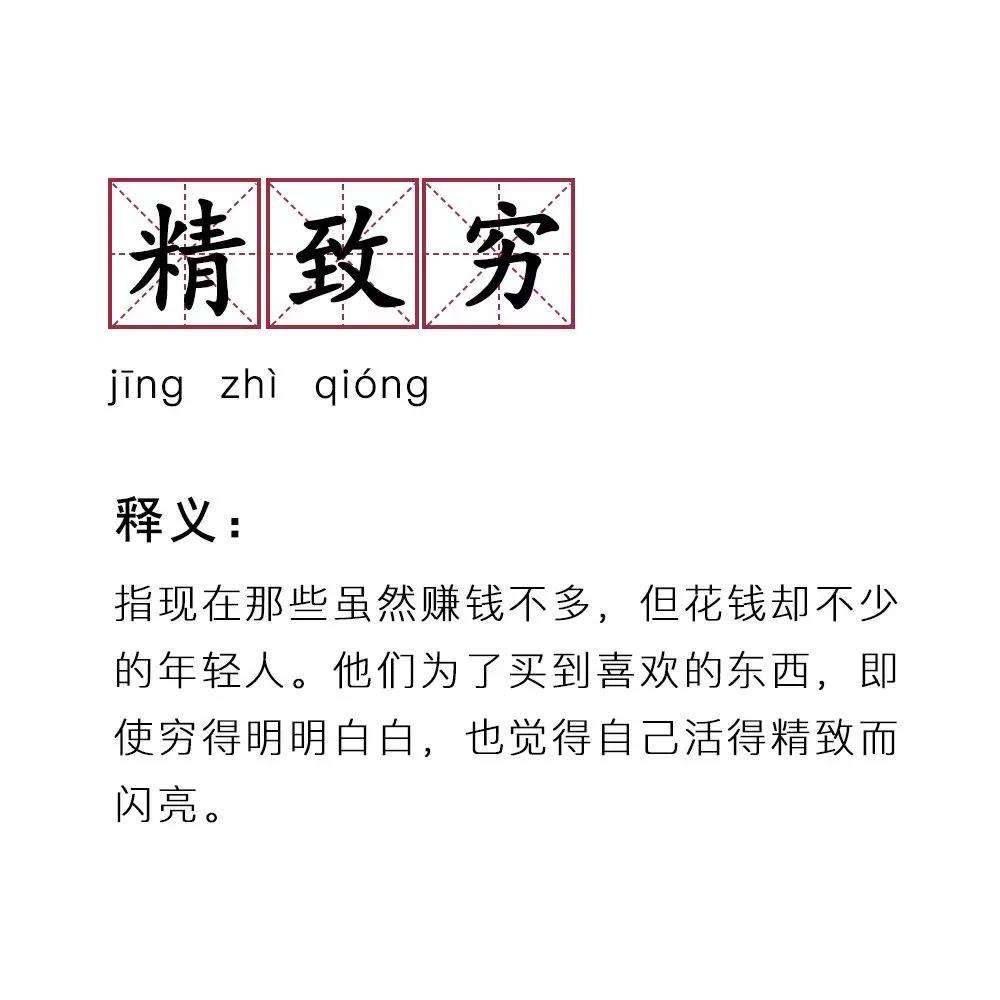 精致穷
jīng zhì qióng
释义：
指现在那些虽然赚钱不多，但花钱却不少
的年轻人。他们为了买到喜欢的东西，即
使穷得明明白白，也觉得自己活得精致而
闪亮。